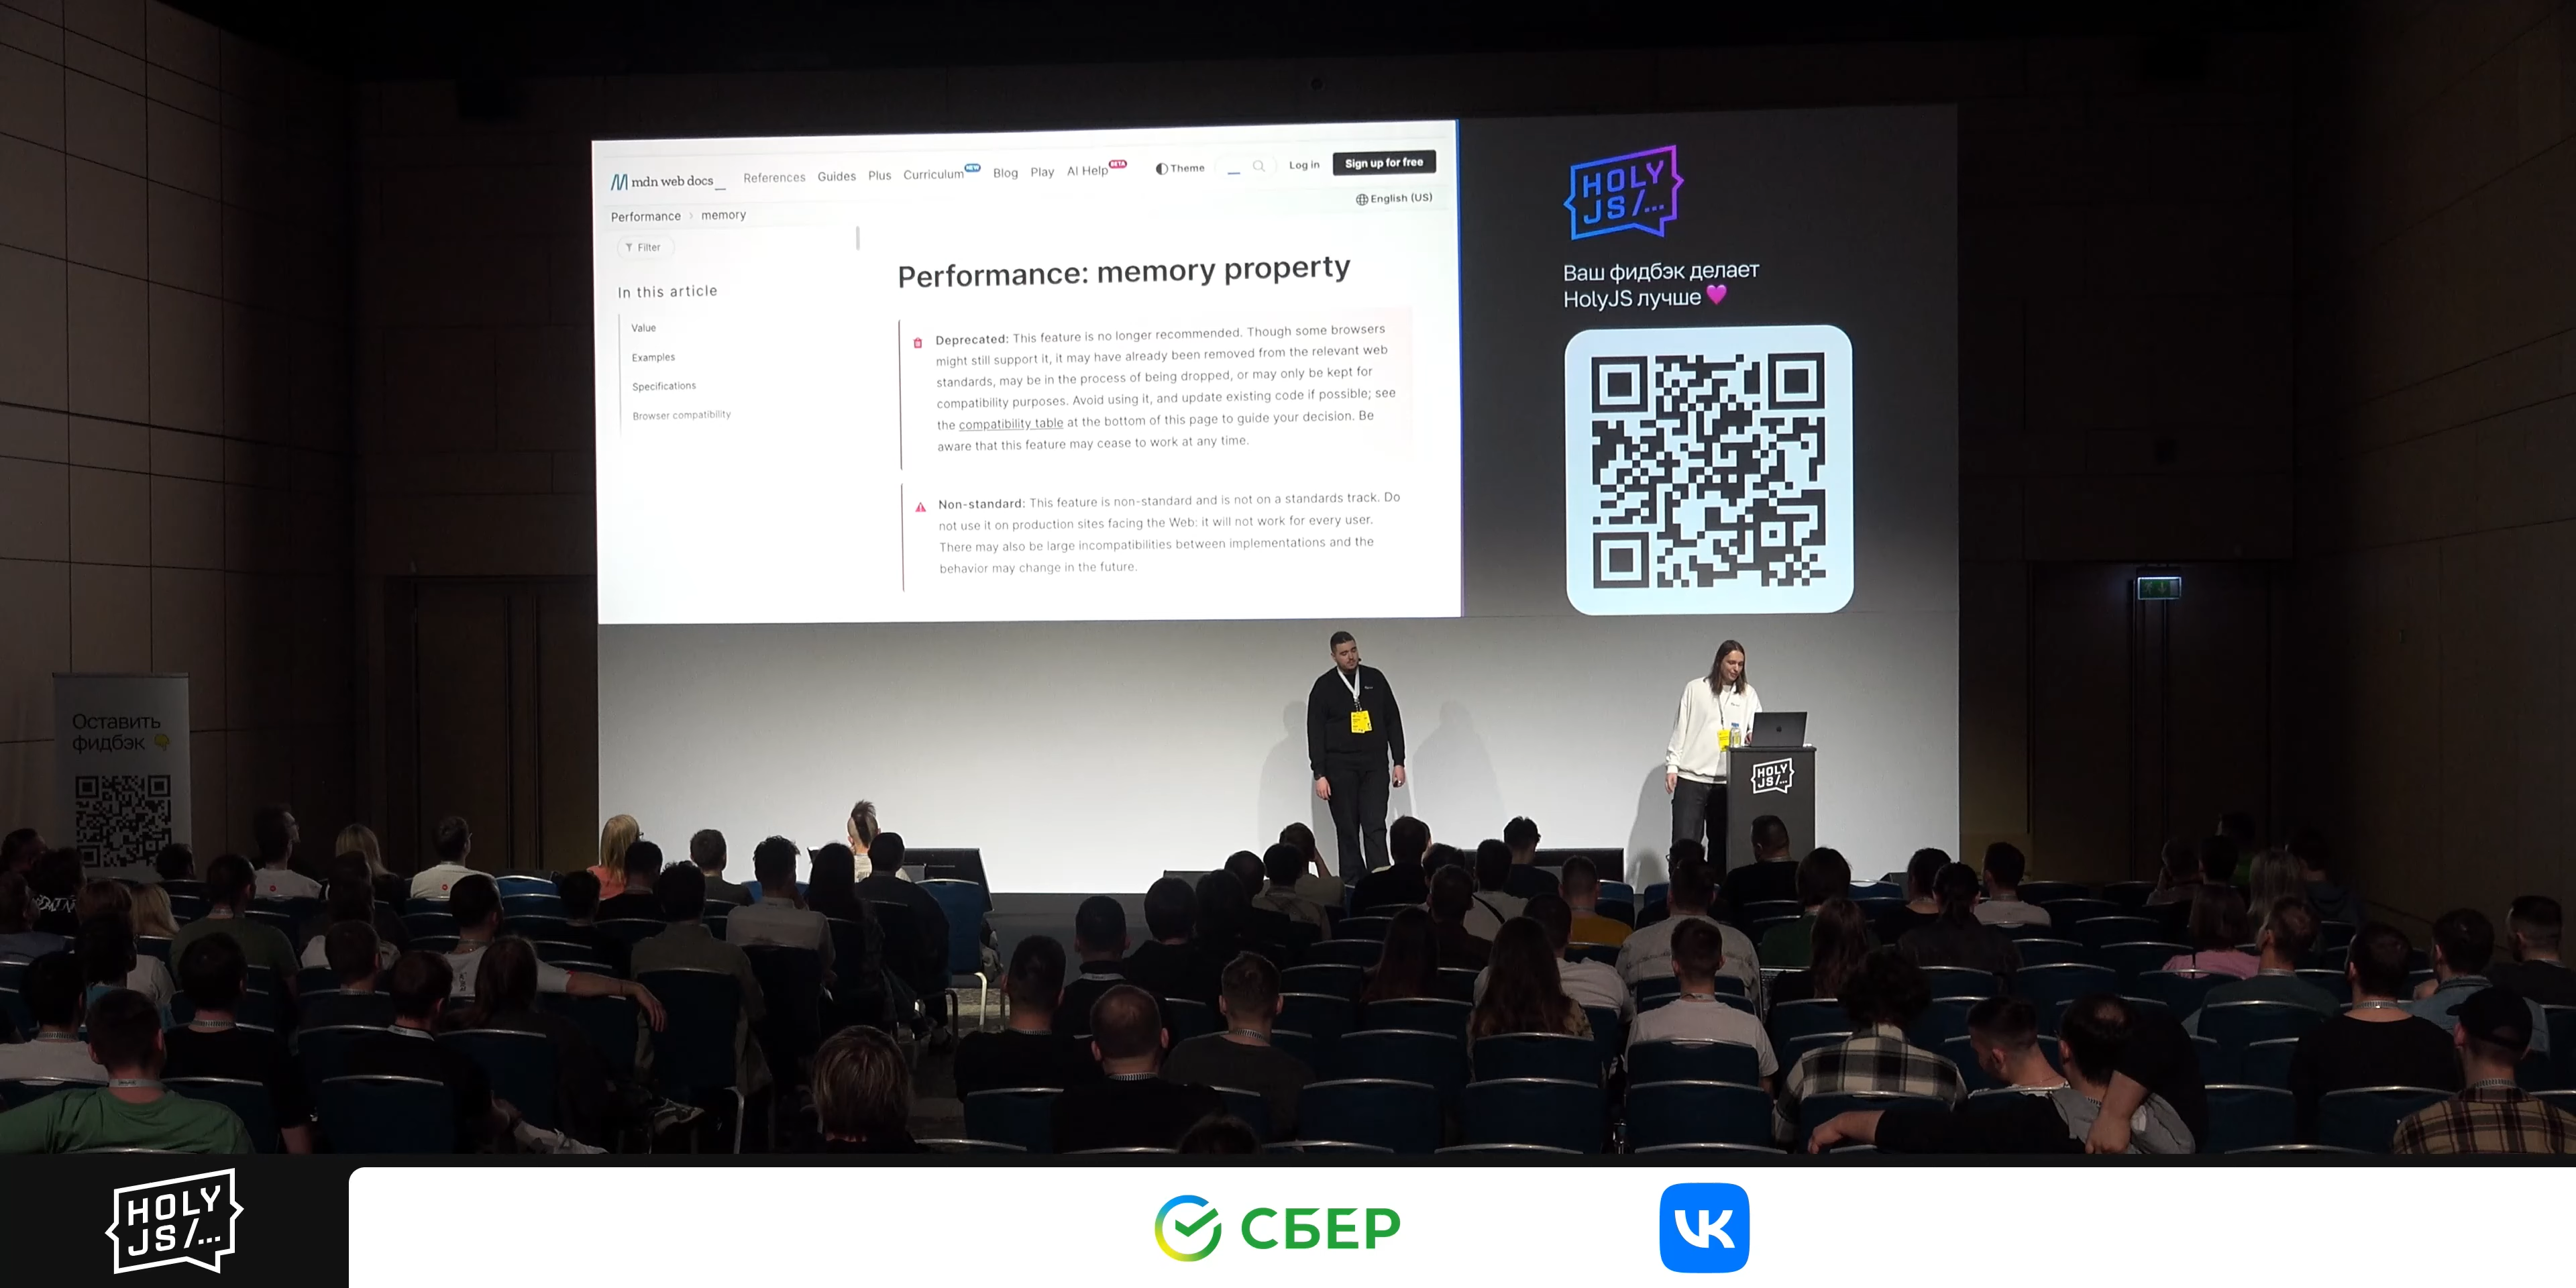 mdn web docs_
References Guides Plus Curriculum NEW Blog Play AI Help BETA
Theme
Log in
Sign up for free
English (US)
Performance › memory
Filter
In this article
Value
Examples
Specifications
Browser compatibility
Performance: memory property
Deprecated: This feature is no longer recommended. Though some browsers
might still support it, it may have already been removed from the relevant web
standards, may be in the process of being dropped, or may only be kept for
compatibility purposes. Avoid using it, and update existing code if possible; see
the compatibility table at the bottom of this page to guide your decision. Be
aware that this feature may cease to work at any time.
Non-standard: This feature is non-standard and is not on a standards track. Do
not use it on production sites facing the Web: it will not work for every user.
There may also be large incompatibilities between implementations and the
behavior may change in the future.
HOLY
JS/...
Ваш фидбэк делает
HolyJS лучше
Оставить
фидбэк
HOLY
JS/...
HOLY
JS/...
СБЕР
VK